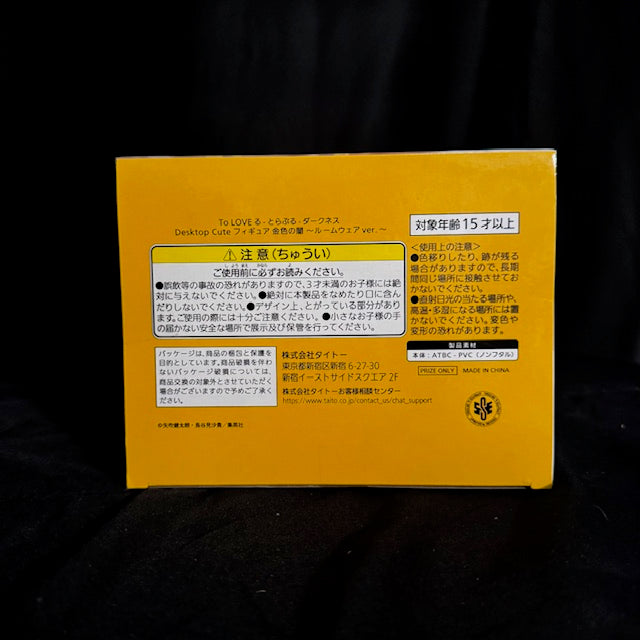 To LOVEる - とらぶる - ダークネス
Desktop Cute フィギュア 金色の闇 〜ルームウェア ver. 〜
対象年齢15才以上
注意(ちゅうい)
ご使用前に必ずお読みください。
●誤飲等の事故の恐れがありますので、3才未満のお子様には絶
対に与えないでください。●絶対に本製品をなめたり口に含ん
だりしないでください。●デザイン上、とがっている部分があり
ます。ご使用の際には十分ご注意ください。●小さなお子様の手
の届かない安全な場所で展示及び保管を行ってください。
<使用上の注意>
●色移りしたり、跡が残る
場合がありますので、長期
間同じ場所に接触させてお
かないでください。
●直射日光の当たる場所や、
高温・多湿になる場所には置
かないでください。変色や
変形の恐れがあります。
製品素材
本体:ATBC-PVC(ノンフタル)
PRIZE ONLY
MADE IN CHINA
パッケージは、商品の梱包と保護を
目的としています。商品破損を伴わ
ないパッケージ破損については、
商品交換の対象外とさせていただく
場合がございますので予めご了承く
ださい。
株式会社タイトー
東京都新宿区新宿 6-27-30
新宿イーストサイドスクエア 2F
株式会社タイトーお客様相談センター
https://www.taito.co.jp/contact_us/chat_support
©矢吹健太朗・長谷見沙貴/集英社